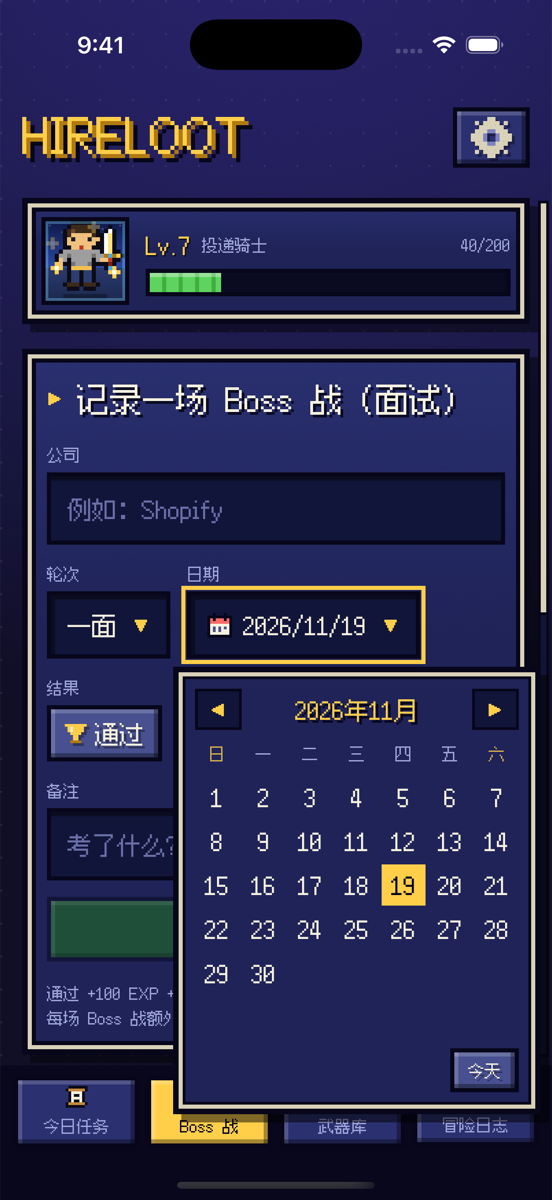 9:41
HIRELOOT
Lv.7 投递骑士 40/200
记录一场 Boss 战（面试）
公司
例如：Shopify
轮次 日期
一面 2026/11/19
结果
通过
备注
考了什么?
2026年11月
日 一 二 三 四 五 六
1 2 3 4 5 6 7
8 9 10 11 12 13 14
15 16 17 18 19 20 21
22 23 24 25 26 27 28
29 30
今天
通过 +100 EXP +
每场 Boss 战额外
今日任务 Boss 战 武器库 冒险日志